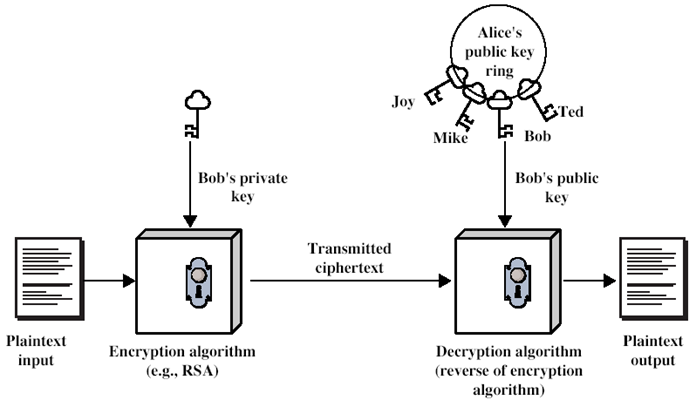 Alice's
public key
ring
Joy
Mike
Bob
Ted
Bob's private
key
Bob's public
key
Transmitted
ciphertext
Plaintext
input
Encryption algorithm
(e.g., RSA)
Decryption algorithm
(reverse of encryption
algorithm)
Plaintext
output